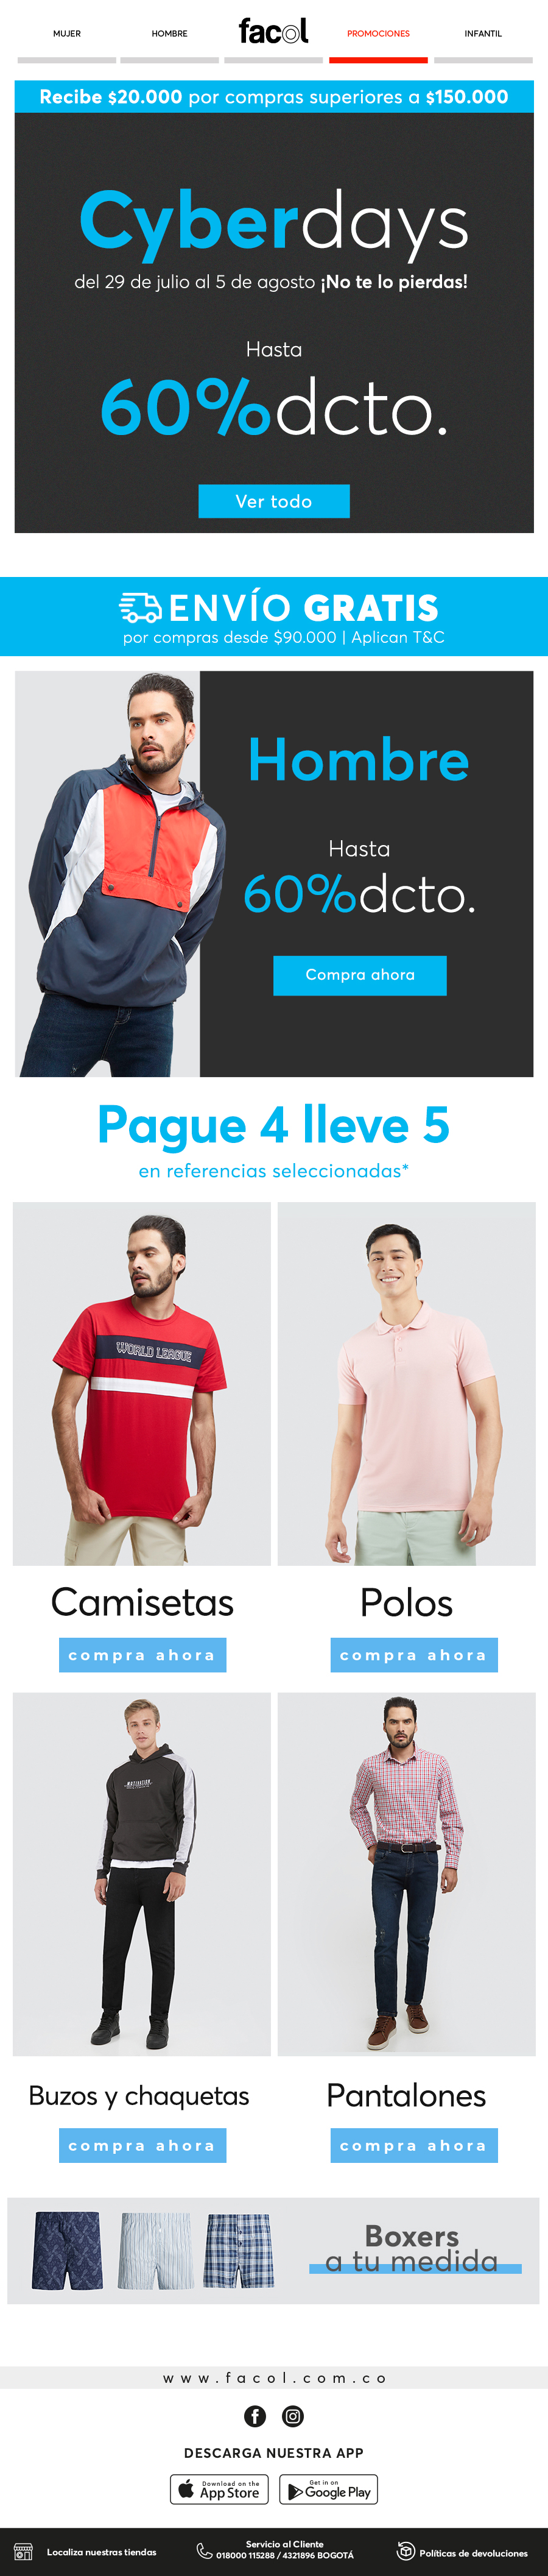 MUJER
HOMBRE
facol
PROMOCIONES
INFANTIL
Recibe $20.000 por compras superiores a $150.000
Cyberdays
del 29 de julio al 5 de agosto ¡No te lo pierdas!
Hasta
60%dcto.
Ver todo
ENVÍO GRATIS
por compras desde $90.000 | Aplican T&C
Hombre
Hasta
60%dcto.
Compra ahora
Pague 4 lleve 5
en referencias seleccionadas*
WORLD LEAGUE
Camisetas
Polos
compra ahora
compra ahora
MOTIVATION
Buzos y chaquetas
Pantalones
compra ahora
compra ahora
Boxers
a tu medida
www.facol.com.co
DESCARGA NUESTRA APP
Download on the
App Store
Get in on
Google Play
Localiza nuestras tiendas
Servicio al Cliente
018000 115288 / 4321896 BOGOTÁ
Políticas de devoluciones